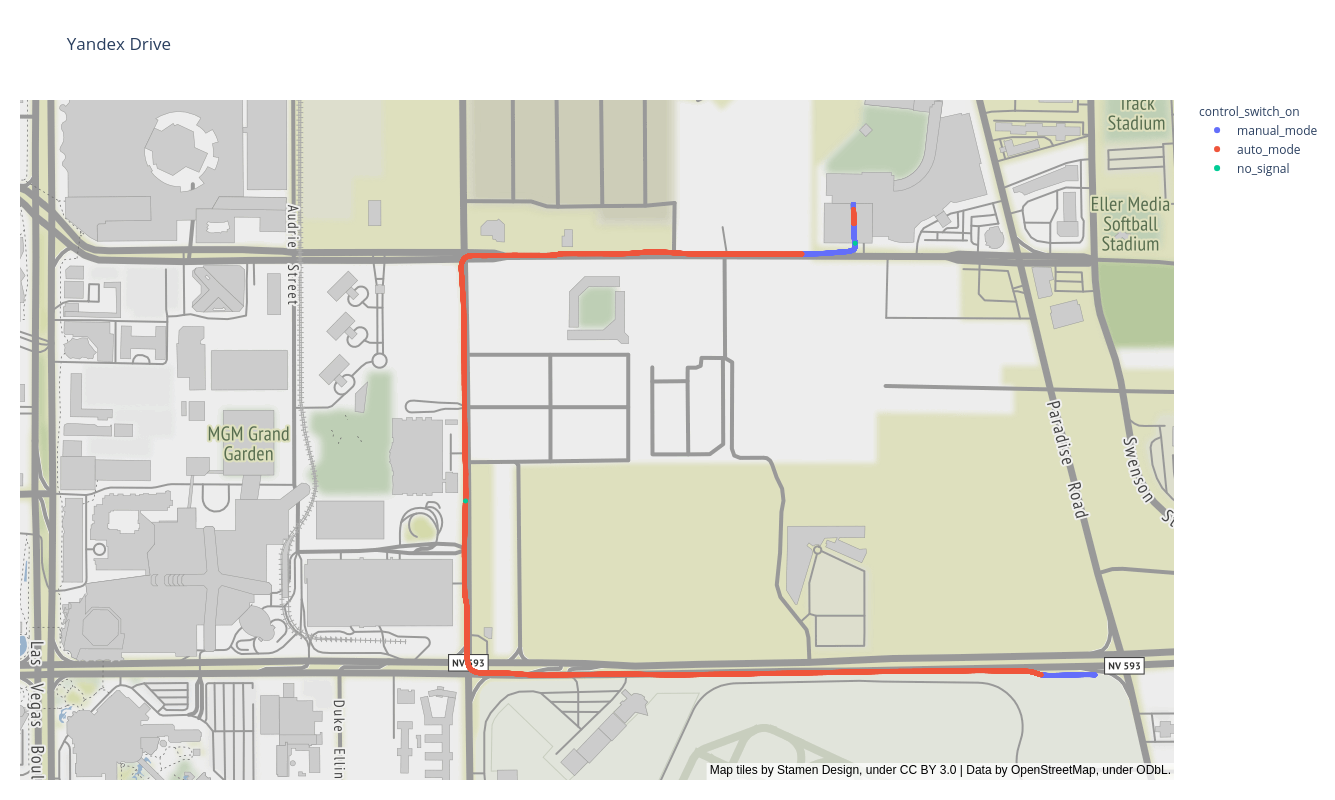 Yandex Drive
control_switch_on
manual_mode
auto_mode
no_signal
Track
Stadium
Eller Media-
Softball
Stadium
Audrie Street
MGM Grand
Garden
Paradise Road
Swenson St
NV 593
NV 593
Las Vegas Boul
Duke Ellin
Map tiles by Stamen Design, under CC BY 3.0 | Data by OpenStreetMap, under ODbL.